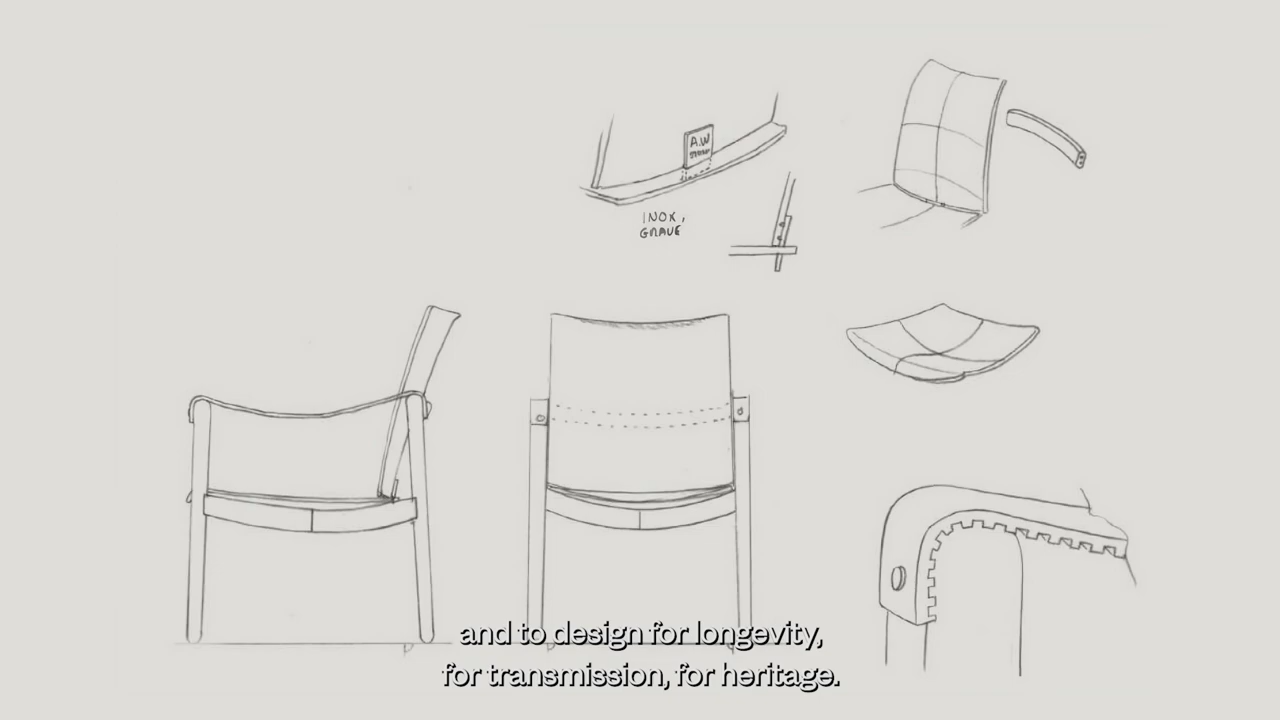 A.W
INOX,
GRAVE
and to design for longevity,
for transmission, for heritage.